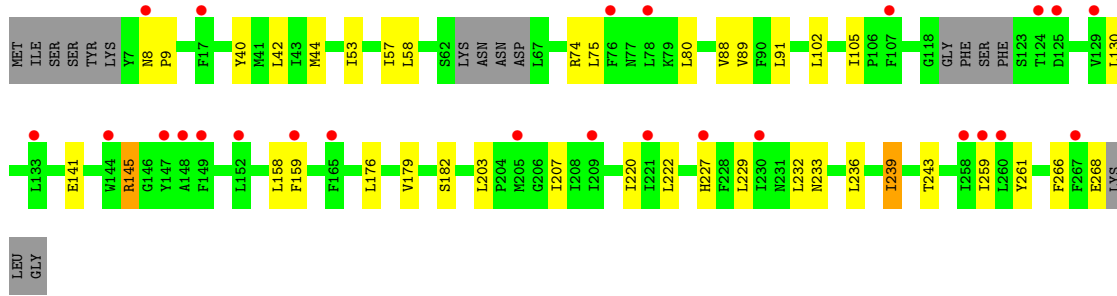 MET ILE SER SER TYR LYS Y7 N8 P9 F17 Y40 M41 L42 I43 M44 I53 I57 L58 S62 LYS ASN ASN ASP L67 R74 L75 F76 N77 L78 K79 L80 V88 V89 F90 L91 L102 I105 P106 F107 G118 GLY PHE SER PHE S123 T124 D125 V129 L130
L133 E141 W144 R145 G146 Y147 A148 F149 L152 L158 F159 F165 L176 V179 S182 L203 P204 M205 G206 I207 I208 I209 I220 I221 L222 H227 F228 L229 I230 N231 L232 N233 L236 I239 T243 I258 I259 L260 Y261 F266 F267 E268 LYS
LEU GLY